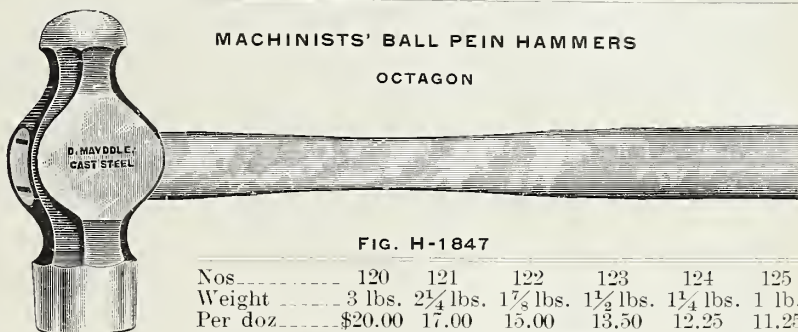 MACHINISTS' BALL PEIN HAMMERS
OCTAGON
D. MAYDOLE.
CAST STEEL
FIG. H-1847
Nos. 120 121 122 123 124 125
Weight 3 lbs. 2¼ lbs. 1⅞ lbs. 1½ lbs. 1¼ lbs. 1 lb.
Per doz. $20.00 17.00 15.00 13.50 12.25 11.25